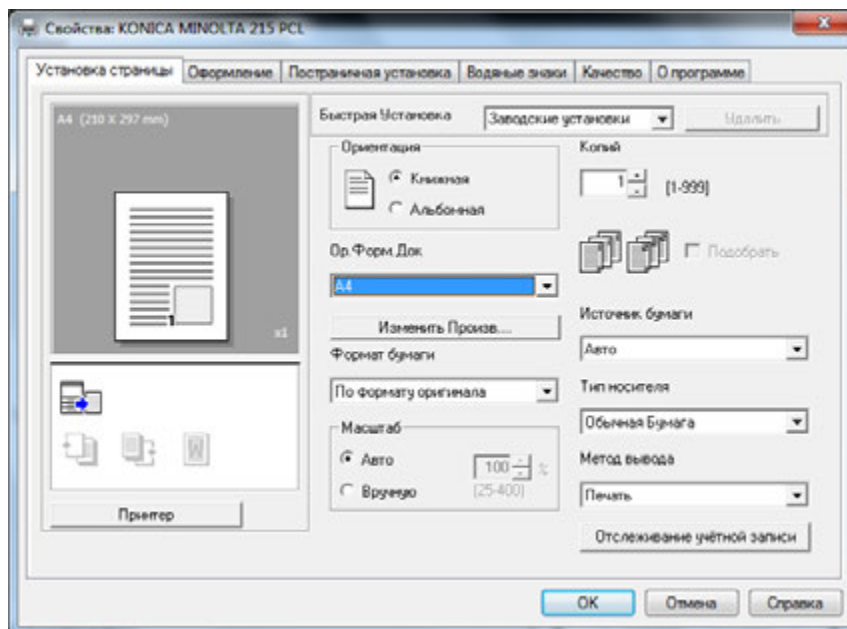 Свойства: KONICA MINOLTA 215 PCL
Установка страницы Оформление Постраничная установка Водяные знаки Качество О программе
A4 (210 X 297 mm)
x1
Принтер
Быстрая Установка Заводские установки Удалить
Ориентация
Книжная
Альбомная
Ор.Форм.Док
A4
Изменить Произв....
Формат бумаги
По формату оригинала
Масштаб
Авто 100 %
Вручную (25-400)
Копий
1 [1-999]
Подобрать
Источник бумаги
Авто
Тип носителя
Обычная Бумага
Метод вывода
Печать
Отслеживание учётной записи
OK Отмена Справка